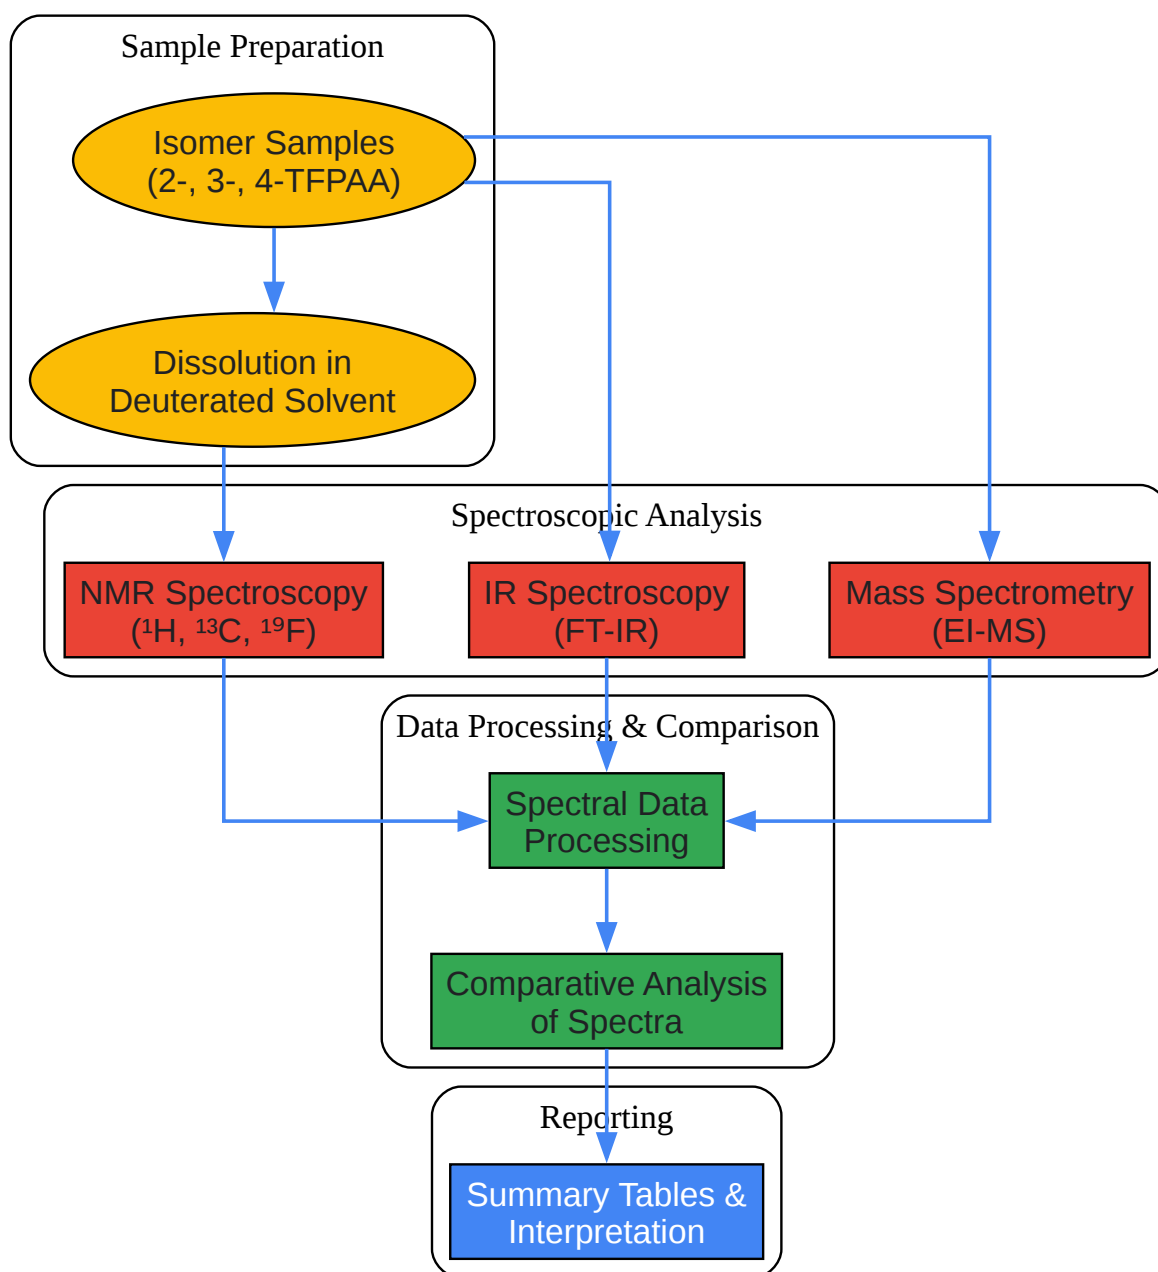 Sample Preparation
Isomer Samples
(2-, 3-, 4-TFPAA)
Dissolution in
Deuterated Solvent
Spectroscopic Analysis
NMR Spectroscopy
(¹H, ¹³C, ¹⁹F)
IR Spectroscopy
(FT-IR)
Mass Spectrometry
(EI-MS)
Data Processing & Comparison
Spectral Data
Processing
Comparative Analysis
of Spectra
Reporting
Summary Tables &
Interpretation